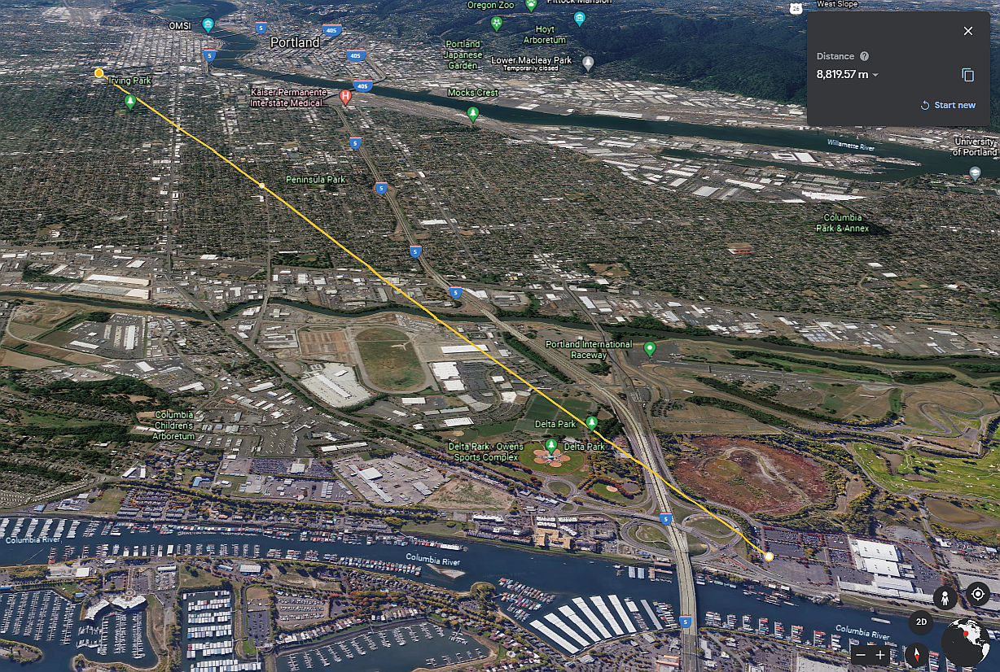 Oregon Zoo
Pittock Mansion
26
West Slope
OMSI
5
405
Portland
Hoyt
Arboretum
Distance
8,819.57 m
Start new
5
405
Portland
Japanese
Garden
Lower Macleay Park
Temporarily closed
Irving Park
405
Kaiser Permanente
Interstate Medical...
H
Mocks Crest
5
Willamette River
University
of Portland
Peninsula Park
5
Columbia
Park & Annex
5
5
Portland International
Raceway
Columbia
Children's
Arboretum
Delta Park
Delta Park - Owens
Sports Complex
Delta Park
5
Columbia River
Columbia River
5
2D
Columbia River